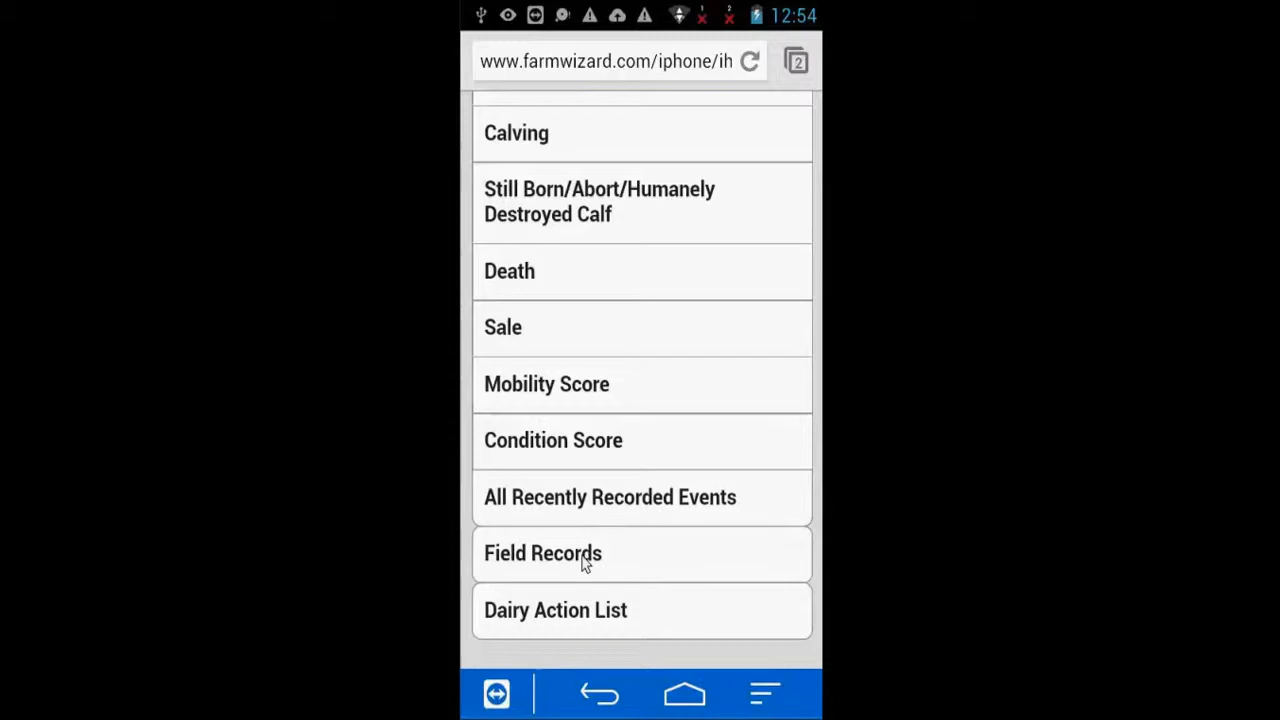 12:54
www.farmwizard.com/iphone/ih
2
Calving
Still Born/Abort/Humanely
Destroyed Calf
Death
Sale
Mobility Score
Condition Score
All Recently Recorded Events
Field Records
Dairy Action List